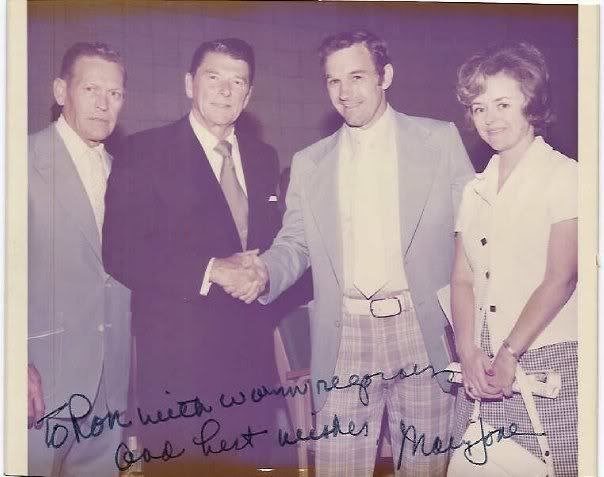 To Ron with warm regards
and best wishes Mary Jane